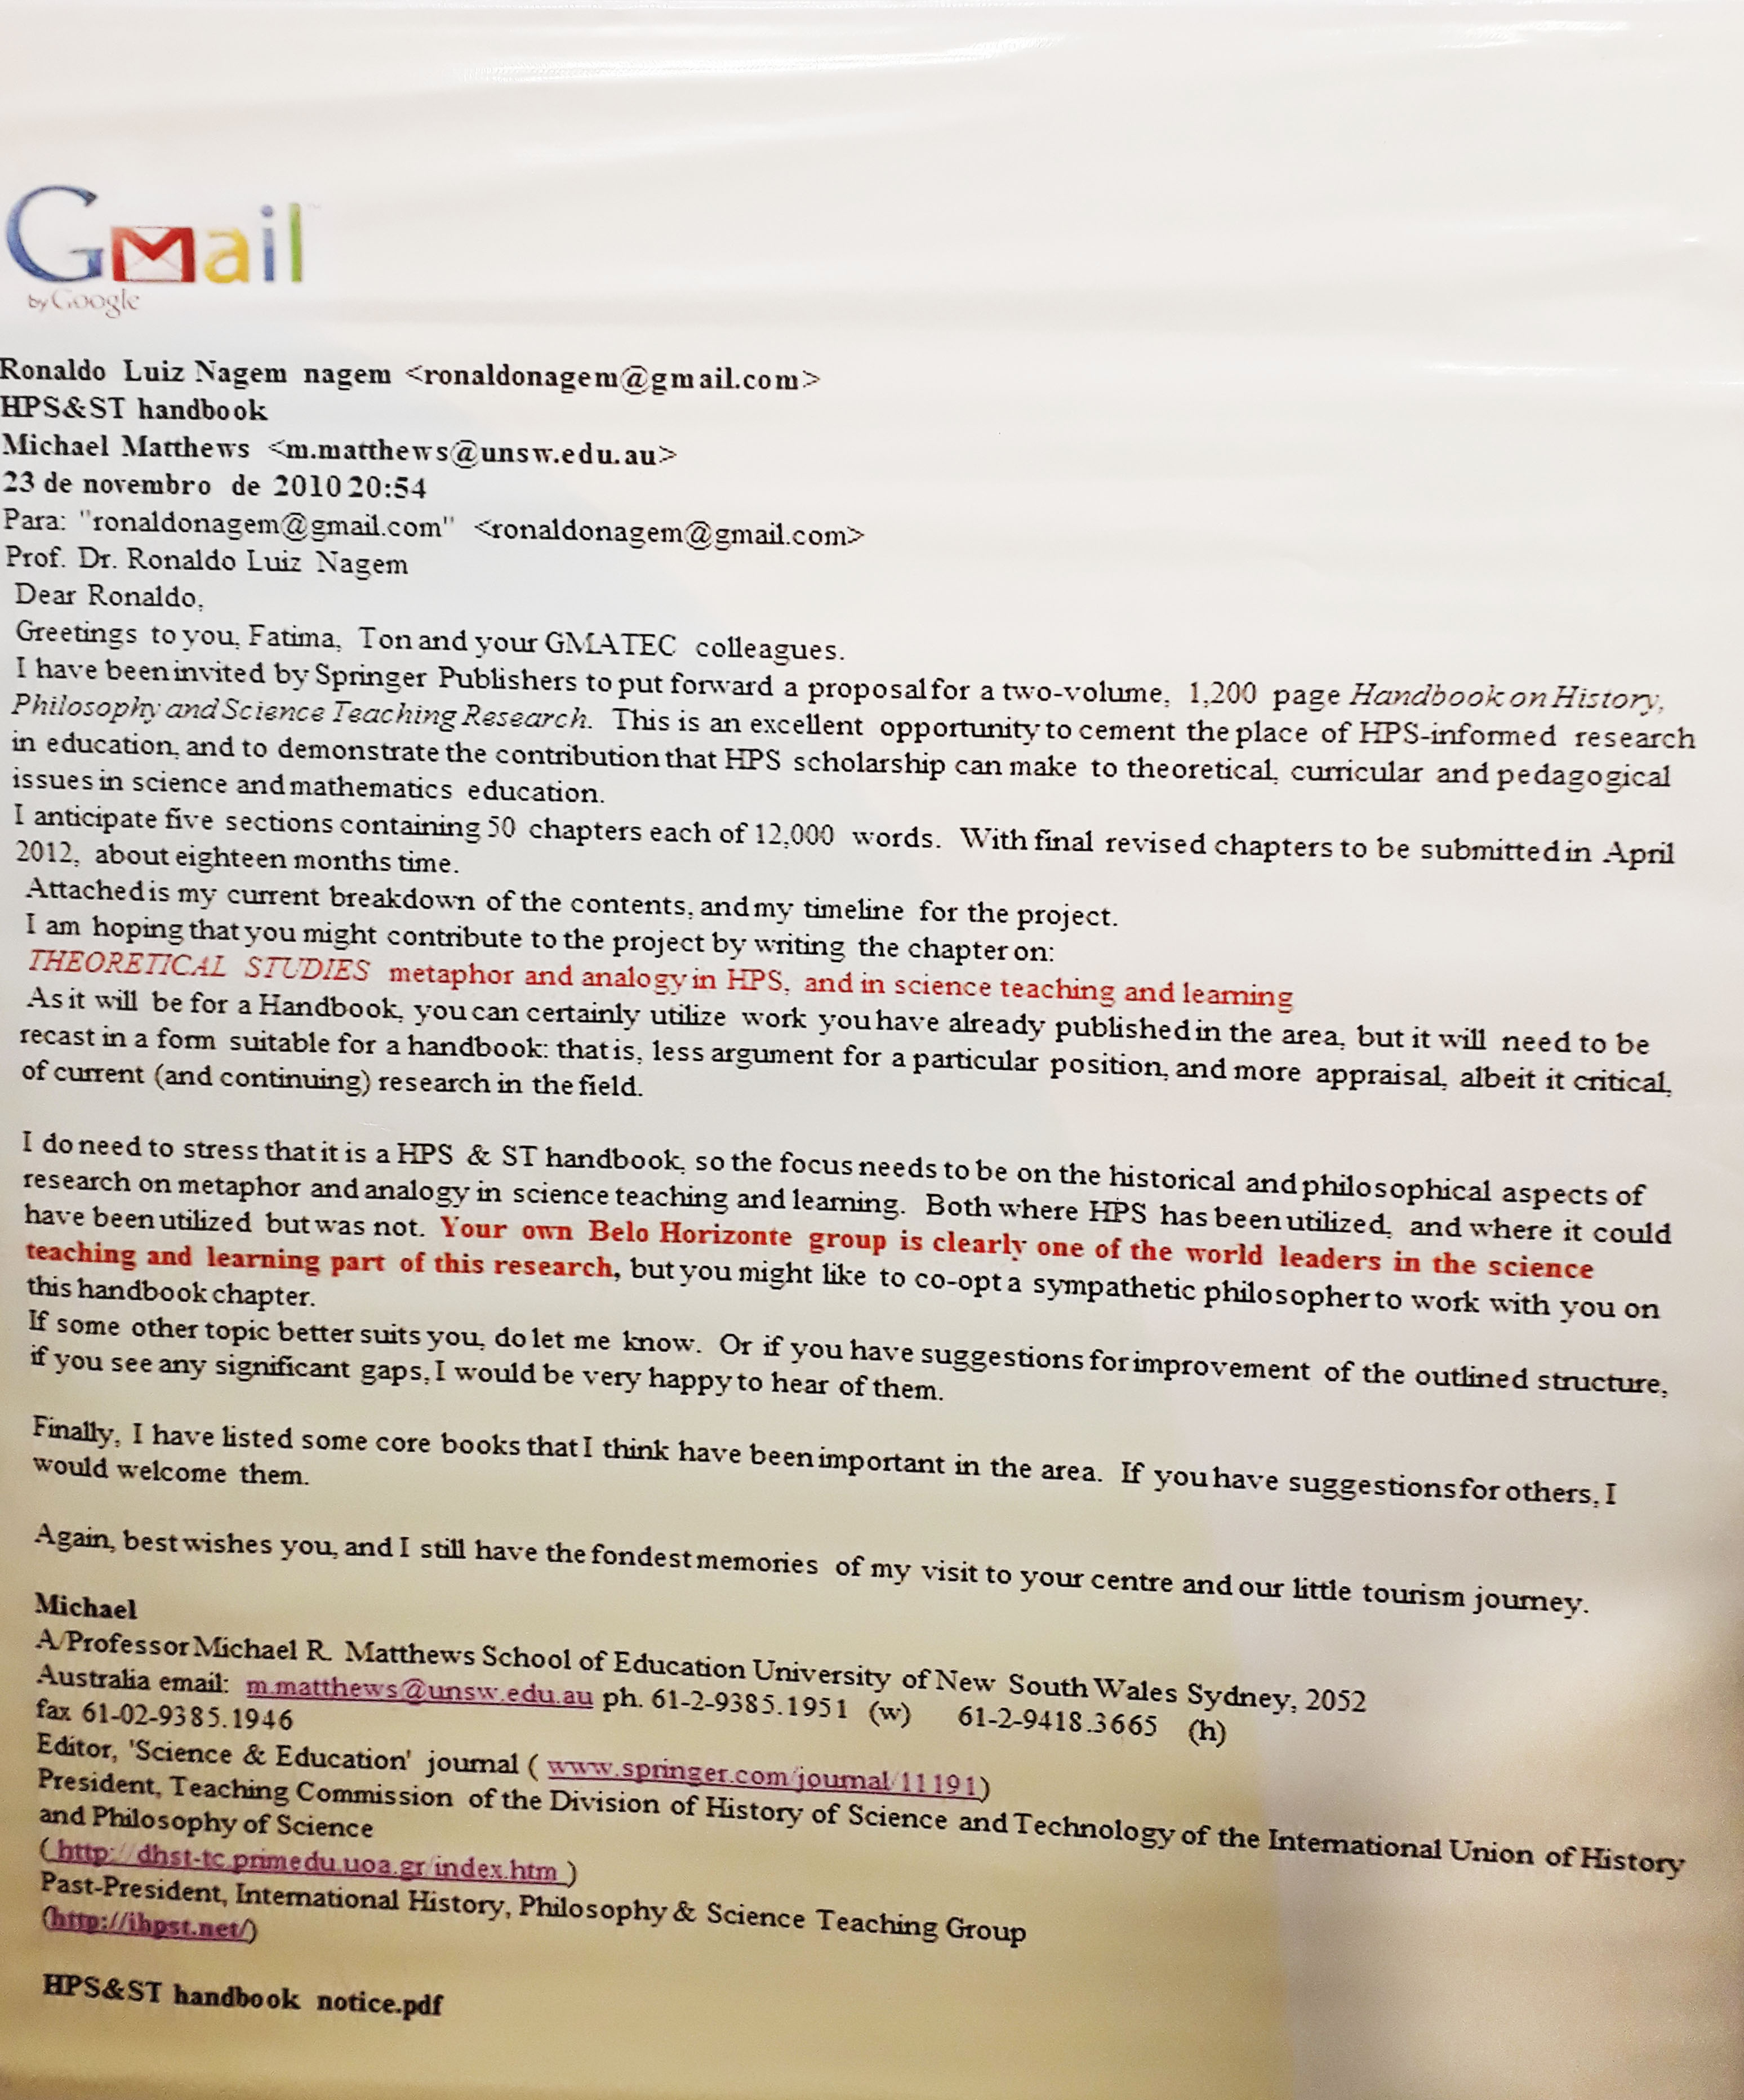 Gmail
by Google
Ronaldo Luiz Nagem nagem <ronaldonagem@gmail.com>
HPS&ST handbook
Michael Matthews <m.matthews@unsw.edu.au>
23 de novembro de 2010 20:54
Para: "ronaldonagem@gmail.com" <ronaldonagem@gmail.com>
Prof. Dr. Ronaldo Luiz Nagem
Dear Ronaldo,
Greetings to you, Fatima, Ton and your GMATEC colleagues.
I have been invited by Springer Publishers to put forward a proposal for a two-volume, 1,200 page Handbook on History,
Philosophy and Science Teaching Research. This is an excellent opportunity to cement the place of HPS-informed research
in education, and to demonstrate the contribution that HPS scholarship can make to theoretical, curricular and pedagogical
issues in science and mathematics education.
I anticipate five sections containing 50 chapters each of 12,000 words. With final revised chapters to be submitted in April
2012, about eighteen months time.
Attached is my current breakdown of the contents, and my timeline for the project.
I am hoping that you might contribute to the project by writing the chapter on:
THEORETICAL STUDIES metaphor and analogy in HPS, and in science teaching and learning
As it will be for a Handbook, you can certainly utilize work you have already published in the area, but it will need to be
recast in a form suitable for a handbook: that is, less argument for a particular position, and more appraisal, albeit it critical,
of current (and continuing) research in the field.
I do need to stress that it is a HPS & ST handbook, so the focus needs to be on the historical and philosophical aspects of
research on metaphor and analogy in science teaching and learning. Both where HPS has been utilized, and where it could
have been utilized but was not. Your own Belo Horizonte group is clearly one of the world leaders in the science
teaching and learning part of this research, but you might like to co-opt a sympathetic philosopher to work with you on
this handbook chapter.
If some other topic better suits you, do let me know. Or if you have suggestions for improvement of the outlined structure,
if you see any significant gaps, I would be very happy to hear of them.
Finally, I have listed some core books that I think have been important in the area. If you have suggestions for others, I
would welcome them.
Again, best wishes you, and I still have the fondest memories of my visit to your centre and our little tourism journey.
Michael
A/Professor Michael R. Matthews School of Education University of New South Wales Sydney, 2052
Australia email: m.matthews@unsw.edu.au ph. 61-2-9385.1951 (w) 61-2-9418.3665 (h)
fax 61-02-9385.1946
Editor, 'Science & Education' journal ( www.springer.com/journal/11191)
President, Teaching Commission of the Division of History of Science and Technology of the International Union of History
and Philosophy of Science
( http://dhst-tc.primedu.uoa.gr/index.htm )
Past-President, International History, Philosophy & Science Teaching Group
(http://ihpst.net/)
HPS&ST handbook notice.pdf